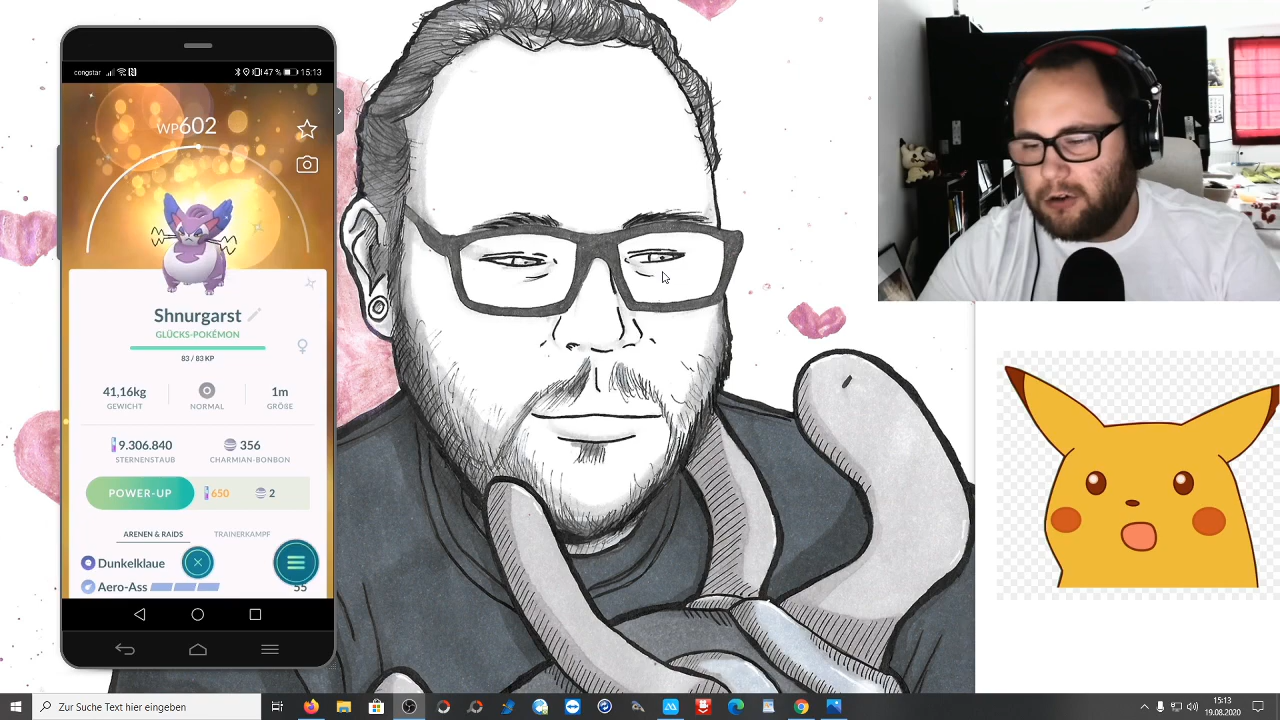 congstar 47 % 15:13
WP602
Shnurgarst
GLÜCKS-POKÉMON
83 / 83 KP
41,16kg
GEWICHT
NORMAL
1m
GRÖßE
9.306.840
STERNENSTAUB
356
CHARMIAN-BONBON
POWER-UP 650 2
ARENEN & RAIDS TRAINERKAMPF
Dunkelklaue
Aero-Ass 55
Zur Suche Text hier eingeben
15:13
19.08.2020